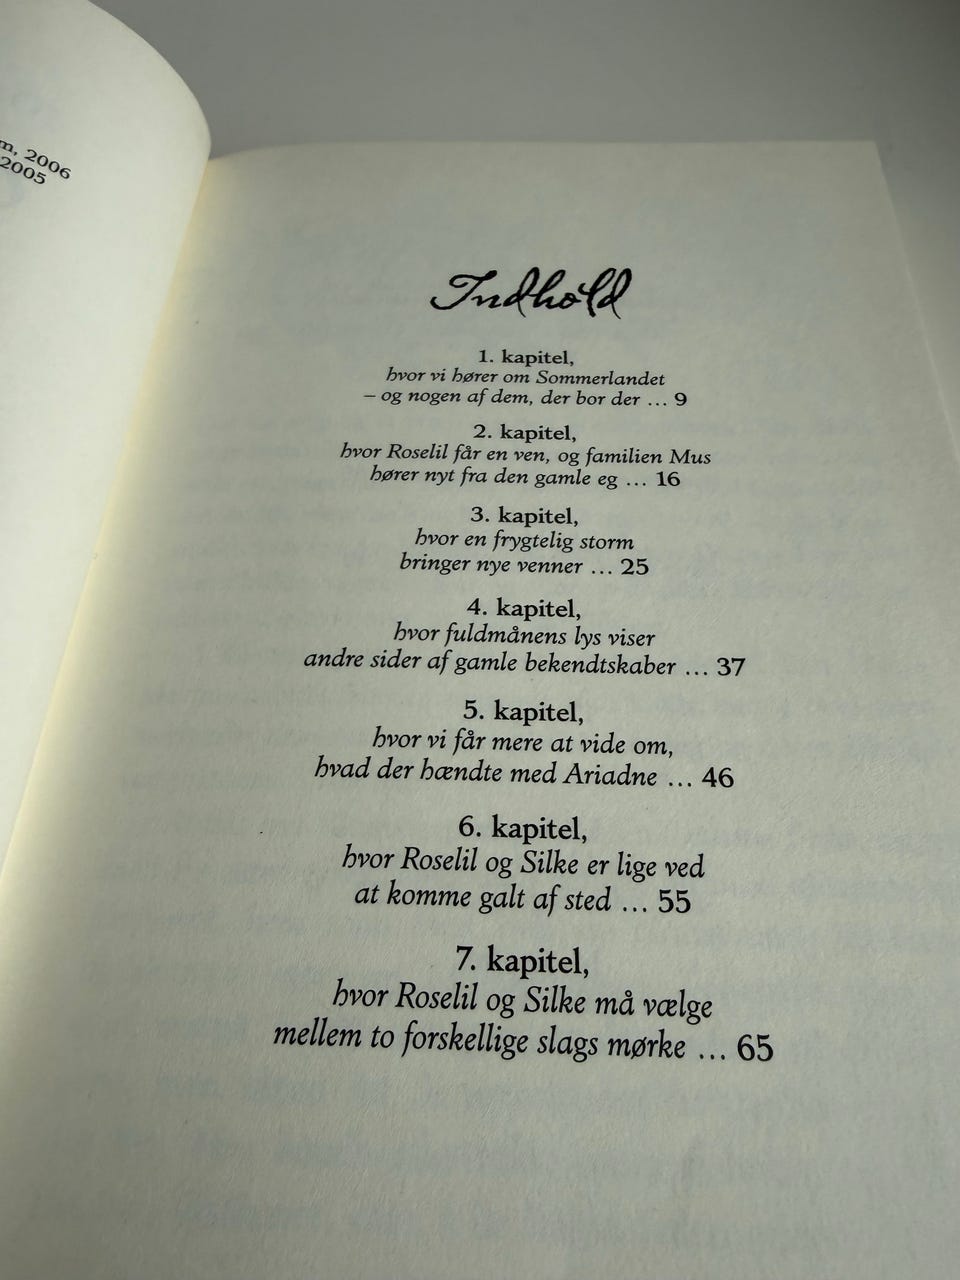 2006
2005
Indhold
1. kapitel,
hvor vi hører om Sommerlandet
– og nogen af dem, der bor der ... 9
2. kapitel,
hvor Roselil får en ven, og familien Mus
hører nyt fra den gamle eg ... 16
3. kapitel,
hvor en frygtelig storm
bringer nye venner ... 25
4. kapitel,
hvor fuldmånens lys viser
andre sider af gamle bekendtskaber ... 37
5. kapitel,
hvor vi får mere at vide om,
hvad der hændte med Ariadne ... 46
6. kapitel,
hvor Roselil og Silke er lige ved
at komme galt af sted ... 55
7. kapitel,
hvor Roselil og Silke må vælge
mellem to forskellige slags mørke ... 65